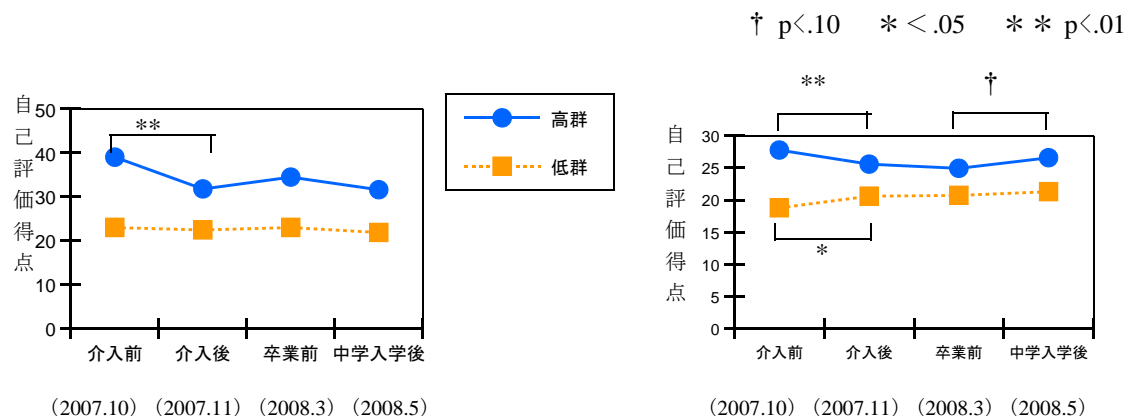 † p<.10 ＊＜.05 ＊＊ p<.01
自己評価得点
50
40
30
20
10
0
**
高群
低群
介入前 介入後 卒業前 中学入学後
（2007.10）（2007.11）（2008.3）（2008.5）
自己評価得点
30
25
20
15
10
5
0
**
†
*
介入前 介入後 卒業前 中学入学後
（2007.10）（2007.11）（2008.3）（2008.5）